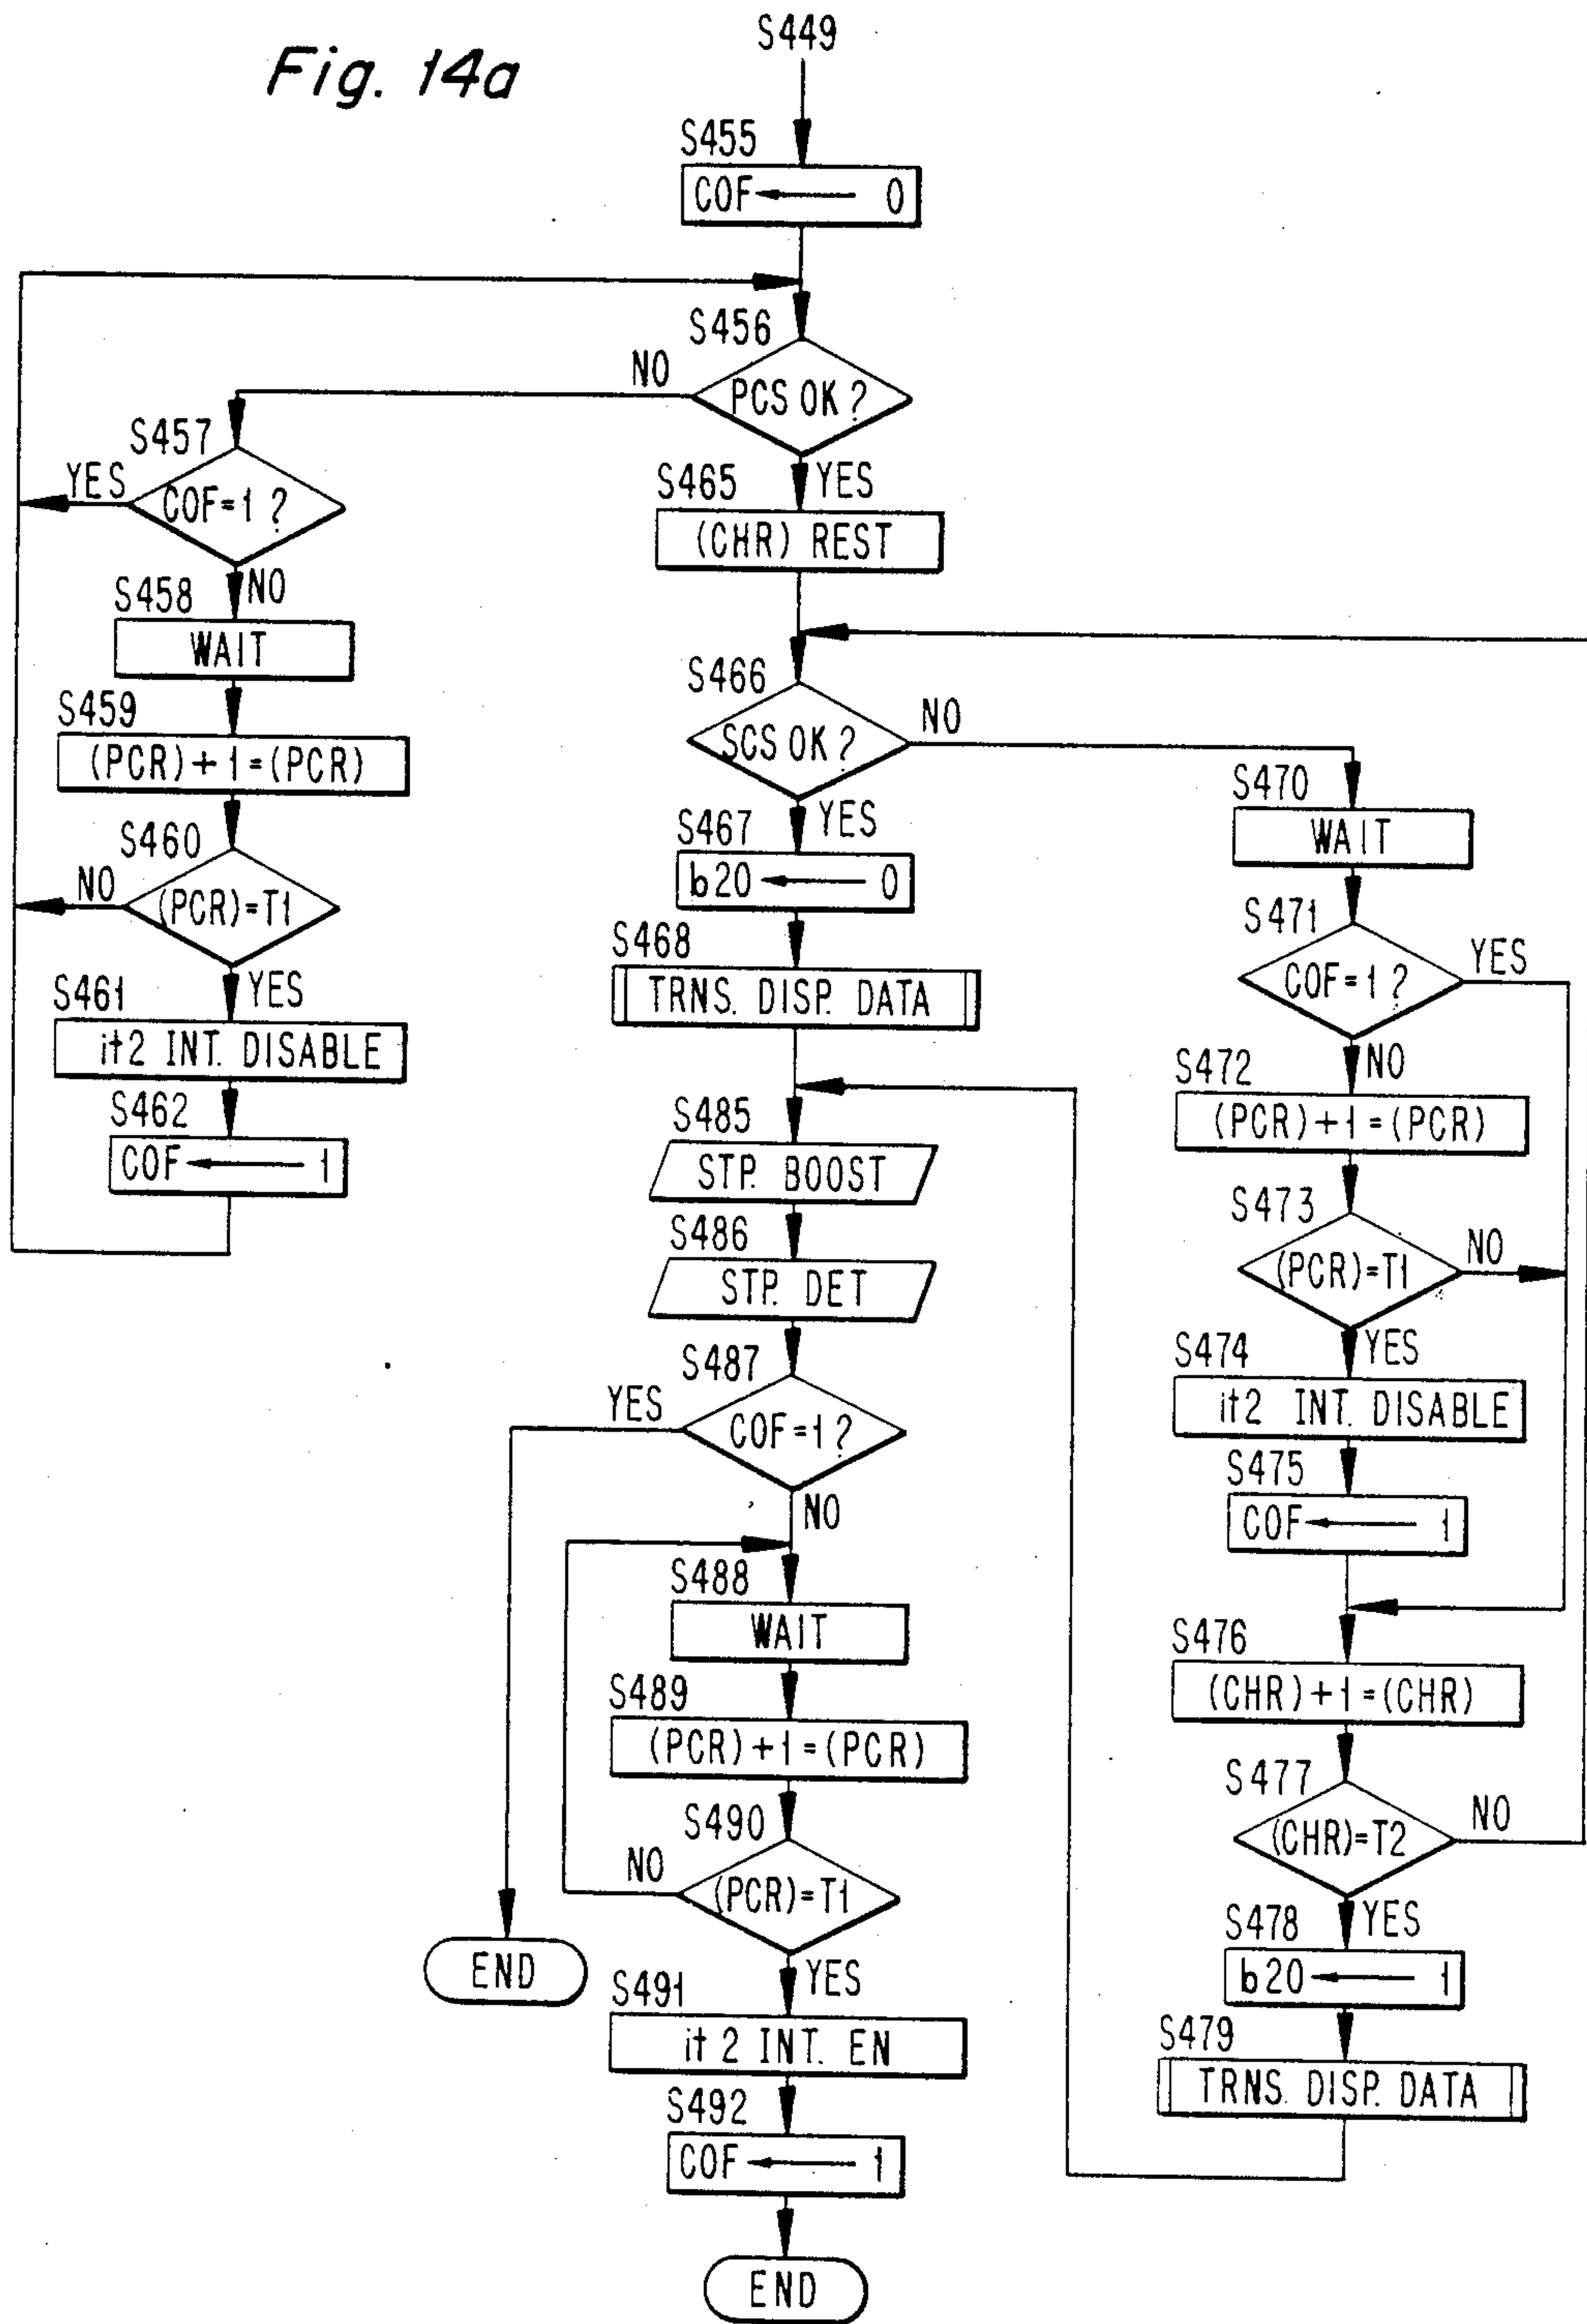 Fig. 14a
S449
S455
COF ← 0
S456
PCS OK ?
NO
YES
S457
COF=1 ?
YES
NO
S458
WAIT
S459
(PCR)+1=(PCR)
S460
(PCR)=T1
NO
YES
S461
it2 INT. DISABLE
S462
COF ← 1
S465
(CHR) REST
S466
SCS OK ?
NO
YES
S467
b20 ← 0
S468
TRNS. DISP. DATA
S470
WAIT
S471
COF=1 ?
YES
NO
S472
(PCR)+1=(PCR)
S473
(PCR)=T1
NO
YES
S474
it2 INT. DISABLE
S475
COF ← 1
S476
(CHR)+1=(CHR)
S477
(CHR)=T2
NO
YES
S478
b20 ← 1
S479
TRNS. DISP. DATA
S485
STP. BOOST
S486
STP. DET
S487
COF=1 ?
YES
NO
END
S488
WAIT
S489
(PCR)+1=(PCR)
S490
(PCR)=T1
NO
YES
S491
it 2 INT. EN
S492
COF ← 1
END